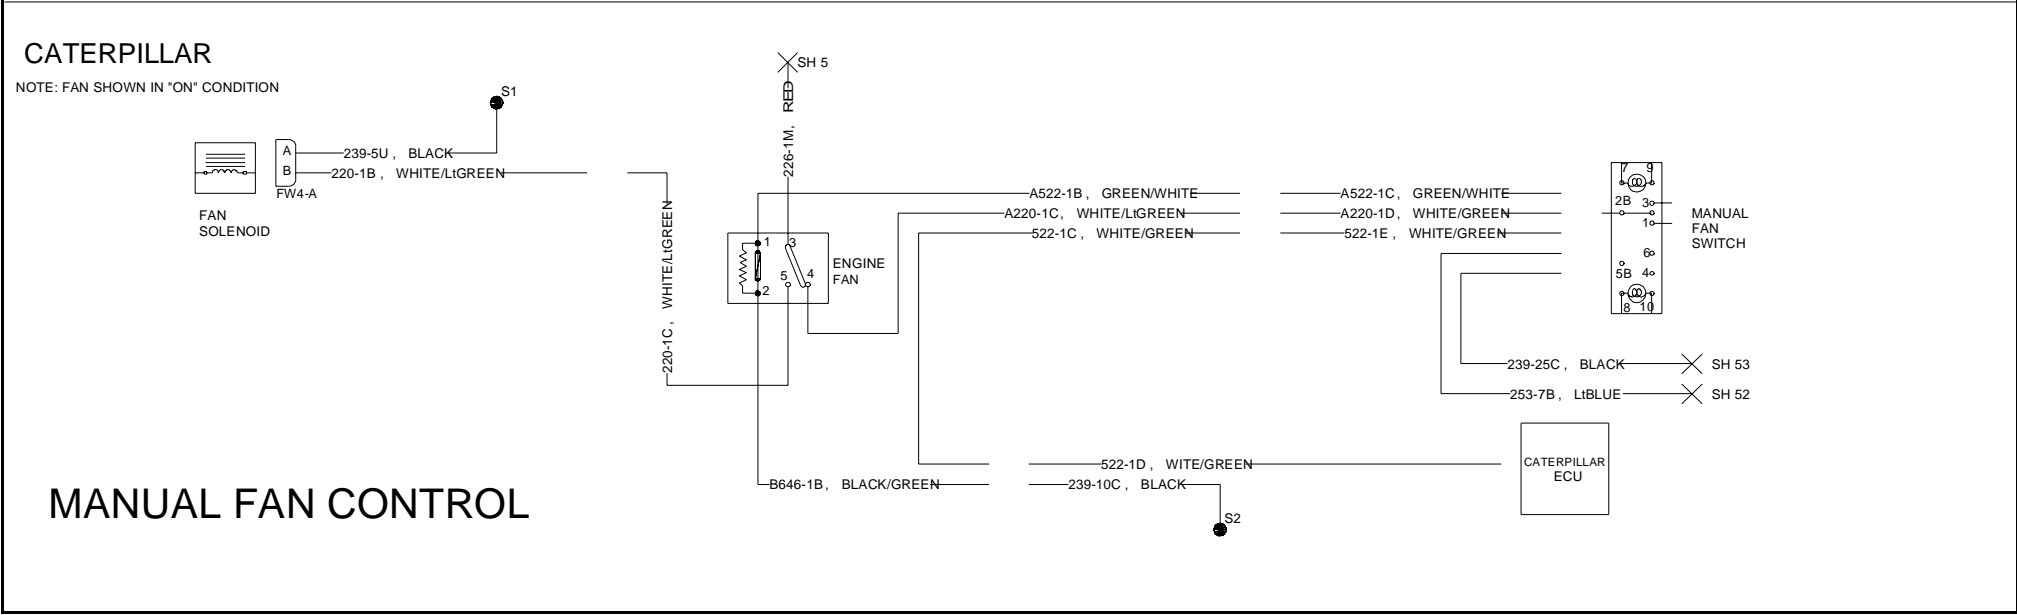 CATERPILLAR
NOTE: FAN SHOWN IN "ON" CONDITION
S1
SH 5
226-1M, RED
A
B
FW4-A
239-5U, BLACK
220-1B, WHITE/LtGREEN
FAN
SOLENOID
220-1C, WHITE/LtGREEN
1
3
5
4
2
ENGINE
FAN
A522-1B, GREEN/WHITE
A220-1C, WHITE/LtGREEN
522-1C, WHITE/GREEN
A522-1C, GREEN/WHITE
A220-1D, WHITE/GREEN
522-1E, WHITE/GREEN
7 9
2B 3
1
6
5B 4
8 10
MANUAL
FAN
SWITCH
239-25C, BLACK
SH 53
253-7B, LtBLUE
SH 52
CATERPILLAR
ECU
522-1D, WITE/GREEN
B646-1B, BLACK/GREEN
239-10C, BLACK
S2
MANUAL FAN CONTROL